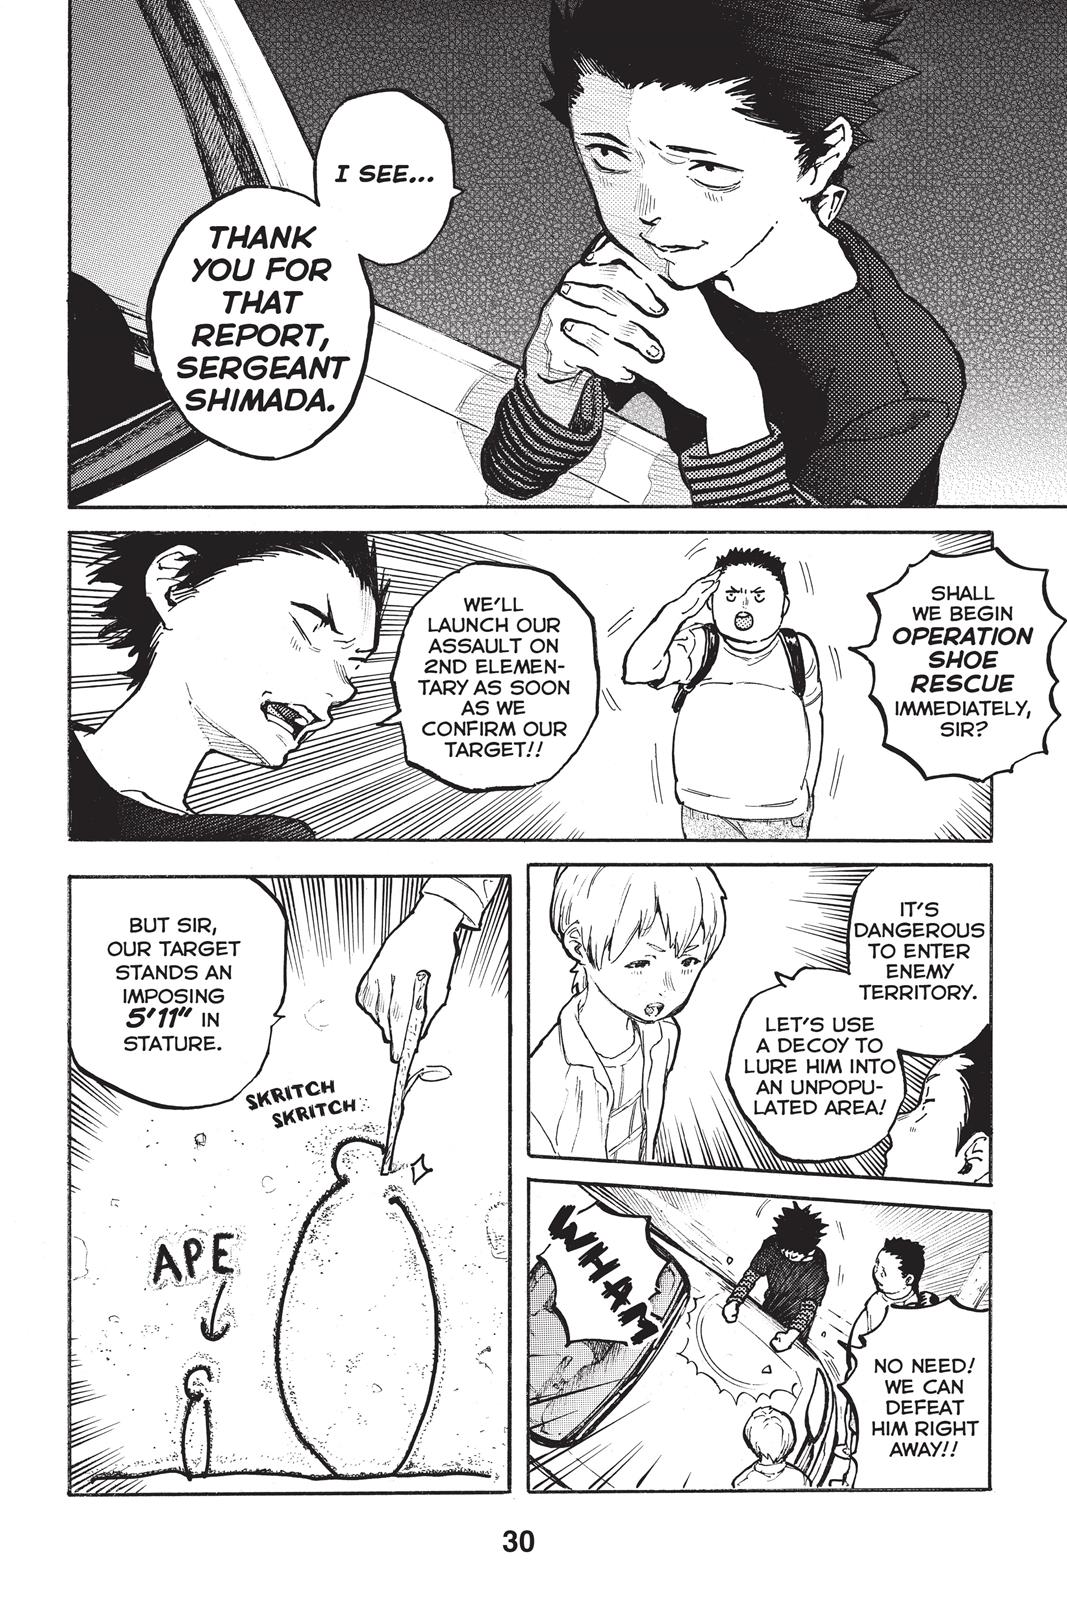 I SEE...
THANK
YOU FOR
THAT
REPORT,
SERGEANT
SHIMADA.
SHALL
WE BEGIN
OPERATION
SHOE
RESCUE
IMMEDIATELY,
SIR?
WE'LL
LAUNCH OUR
ASSAULT ON
2ND ELEMEN-
TARY AS SOON
AS WE
CONFIRM OUR
TARGET!!
IT'S
DANGEROUS
TO ENTER
ENEMY
TERRITORY.
LET'S USE
A DECOY TO
LURE HIM INTO
AN UNPOPU-
LATED AREA!
WHAM
NO NEED!
WE CAN
DEFEAT
HIM RIGHT
AWAY!!
BUT SIR,
OUR TARGET
STANDS AN
IMPOSING
5'11" IN
STATURE.
SKRITCH
SKRITCH
APE
30